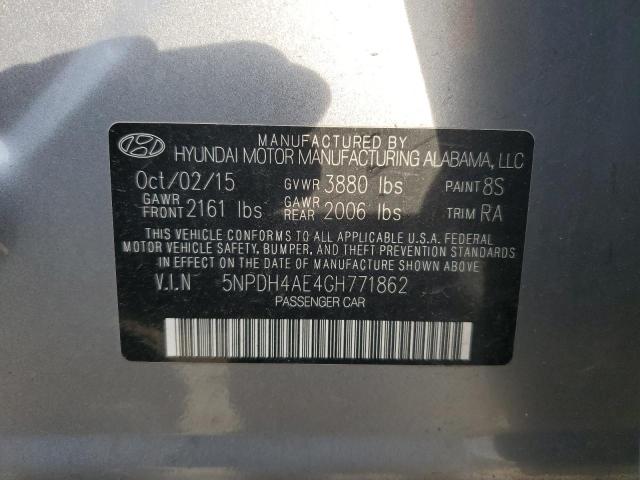 MANUFACTURED BY
HYUNDAI MOTOR MANUFACTURING ALABAMA, LLC
Oct/02/15 GVWR 3880 lbs PAINT 8S
GAWR FRONT 2161 lbs GAWR REAR 2006 lbs TRIM RA
THIS VEHICLE CONFORMS TO ALL APPLICABLE U.S.A. FEDERAL
MOTOR VEHICLE SAFETY, BUMPER, AND THEFT PREVENTION STANDARDS
IN EFFECT ON THE DATE OF MANUFACTURE SHOWN ABOVE.
V.I.N 5NPDH4AE4GH771862
PASSENGER CAR